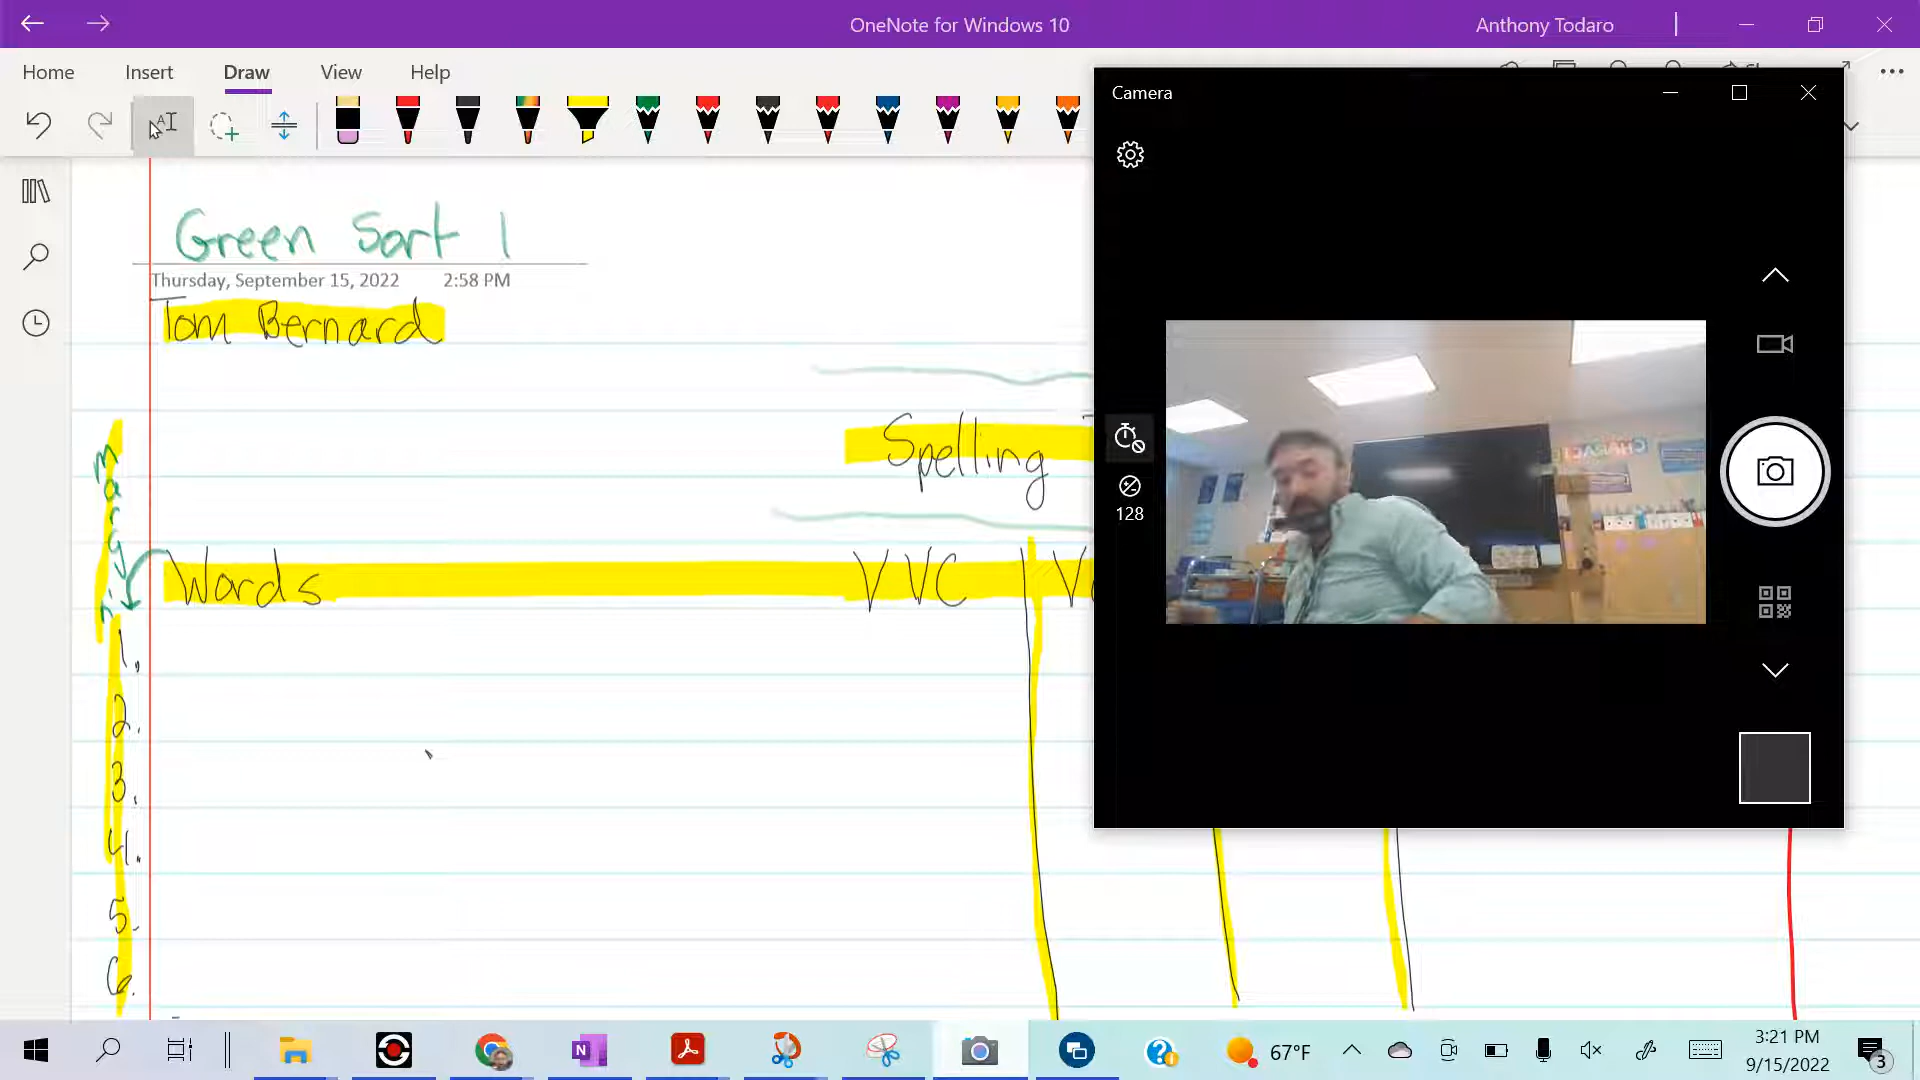 OneNote for Windows 10
Anthony Todaro
Home Insert Draw View Help
Camera
Green Sort 1
Thursday, September 15, 2022 2:58 PM
Tom Bernard
Spelling
margin
Words VVC
128
1.
2.
3.
4.
5.
6.
67°F
3:21 PM
9/15/2022
3